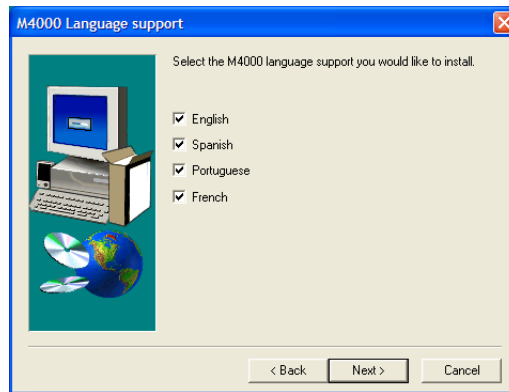 M4000 Language support
Select the M4000 language support you would like to install.
English
Spanish
Portuguese
French
< Back
Next >
Cancel